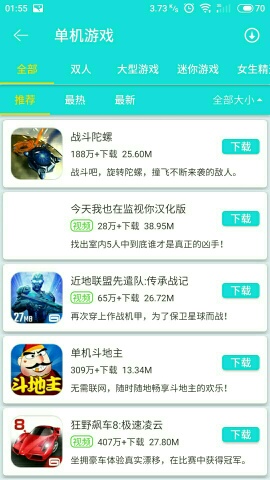 01:55
3.73
70
单机游戏
全部 双人 大型游戏 迷你游戏 女生精
推荐 最热 最新 全部大小
战斗陀螺
188万+下载 25.60M
下载
战斗吧，旋转陀螺，撞飞不断来袭的敌人。
今天我也在监视你汉化版
视频 28万+下载 38.95M
下载
找出室内5人中到底谁才是真正的凶手！
近地联盟先遣队:传承战记
视频 65万+下载 26.72M
下载
27MB
再次穿上作战机甲，为了保卫星球而战！
单机斗地主
309万+下载 13.34M
下载
斗地主
无需联网，随时随地畅享斗地主的欢乐！
8
狂野飙车8:极速凌云
视频 407万+下载 27.80M
下载
坐拥豪车体验真实漂移，在比赛中获得冠军。